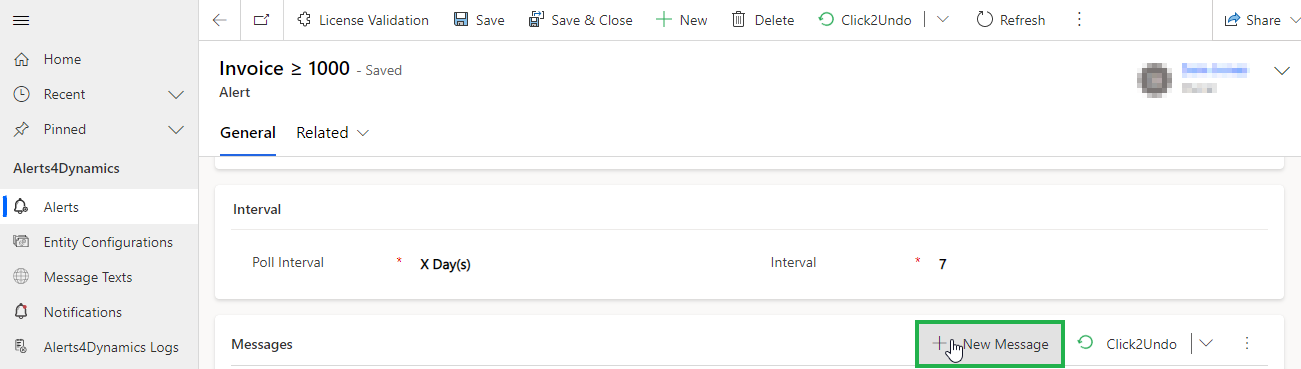 License Validation Save Save & Close New Delete Click2Undo Refresh Share
Home
Recent
Pinned
Alerts4Dynamics
Alerts
Entity Configurations
Message Texts
Notifications
Alerts4Dynamics Logs
Invoice ≥ 1000 - Saved
Alert
General Related
Interval
Poll Interval * X Day(s) Interval * 7
Messages New Message Click2Undo